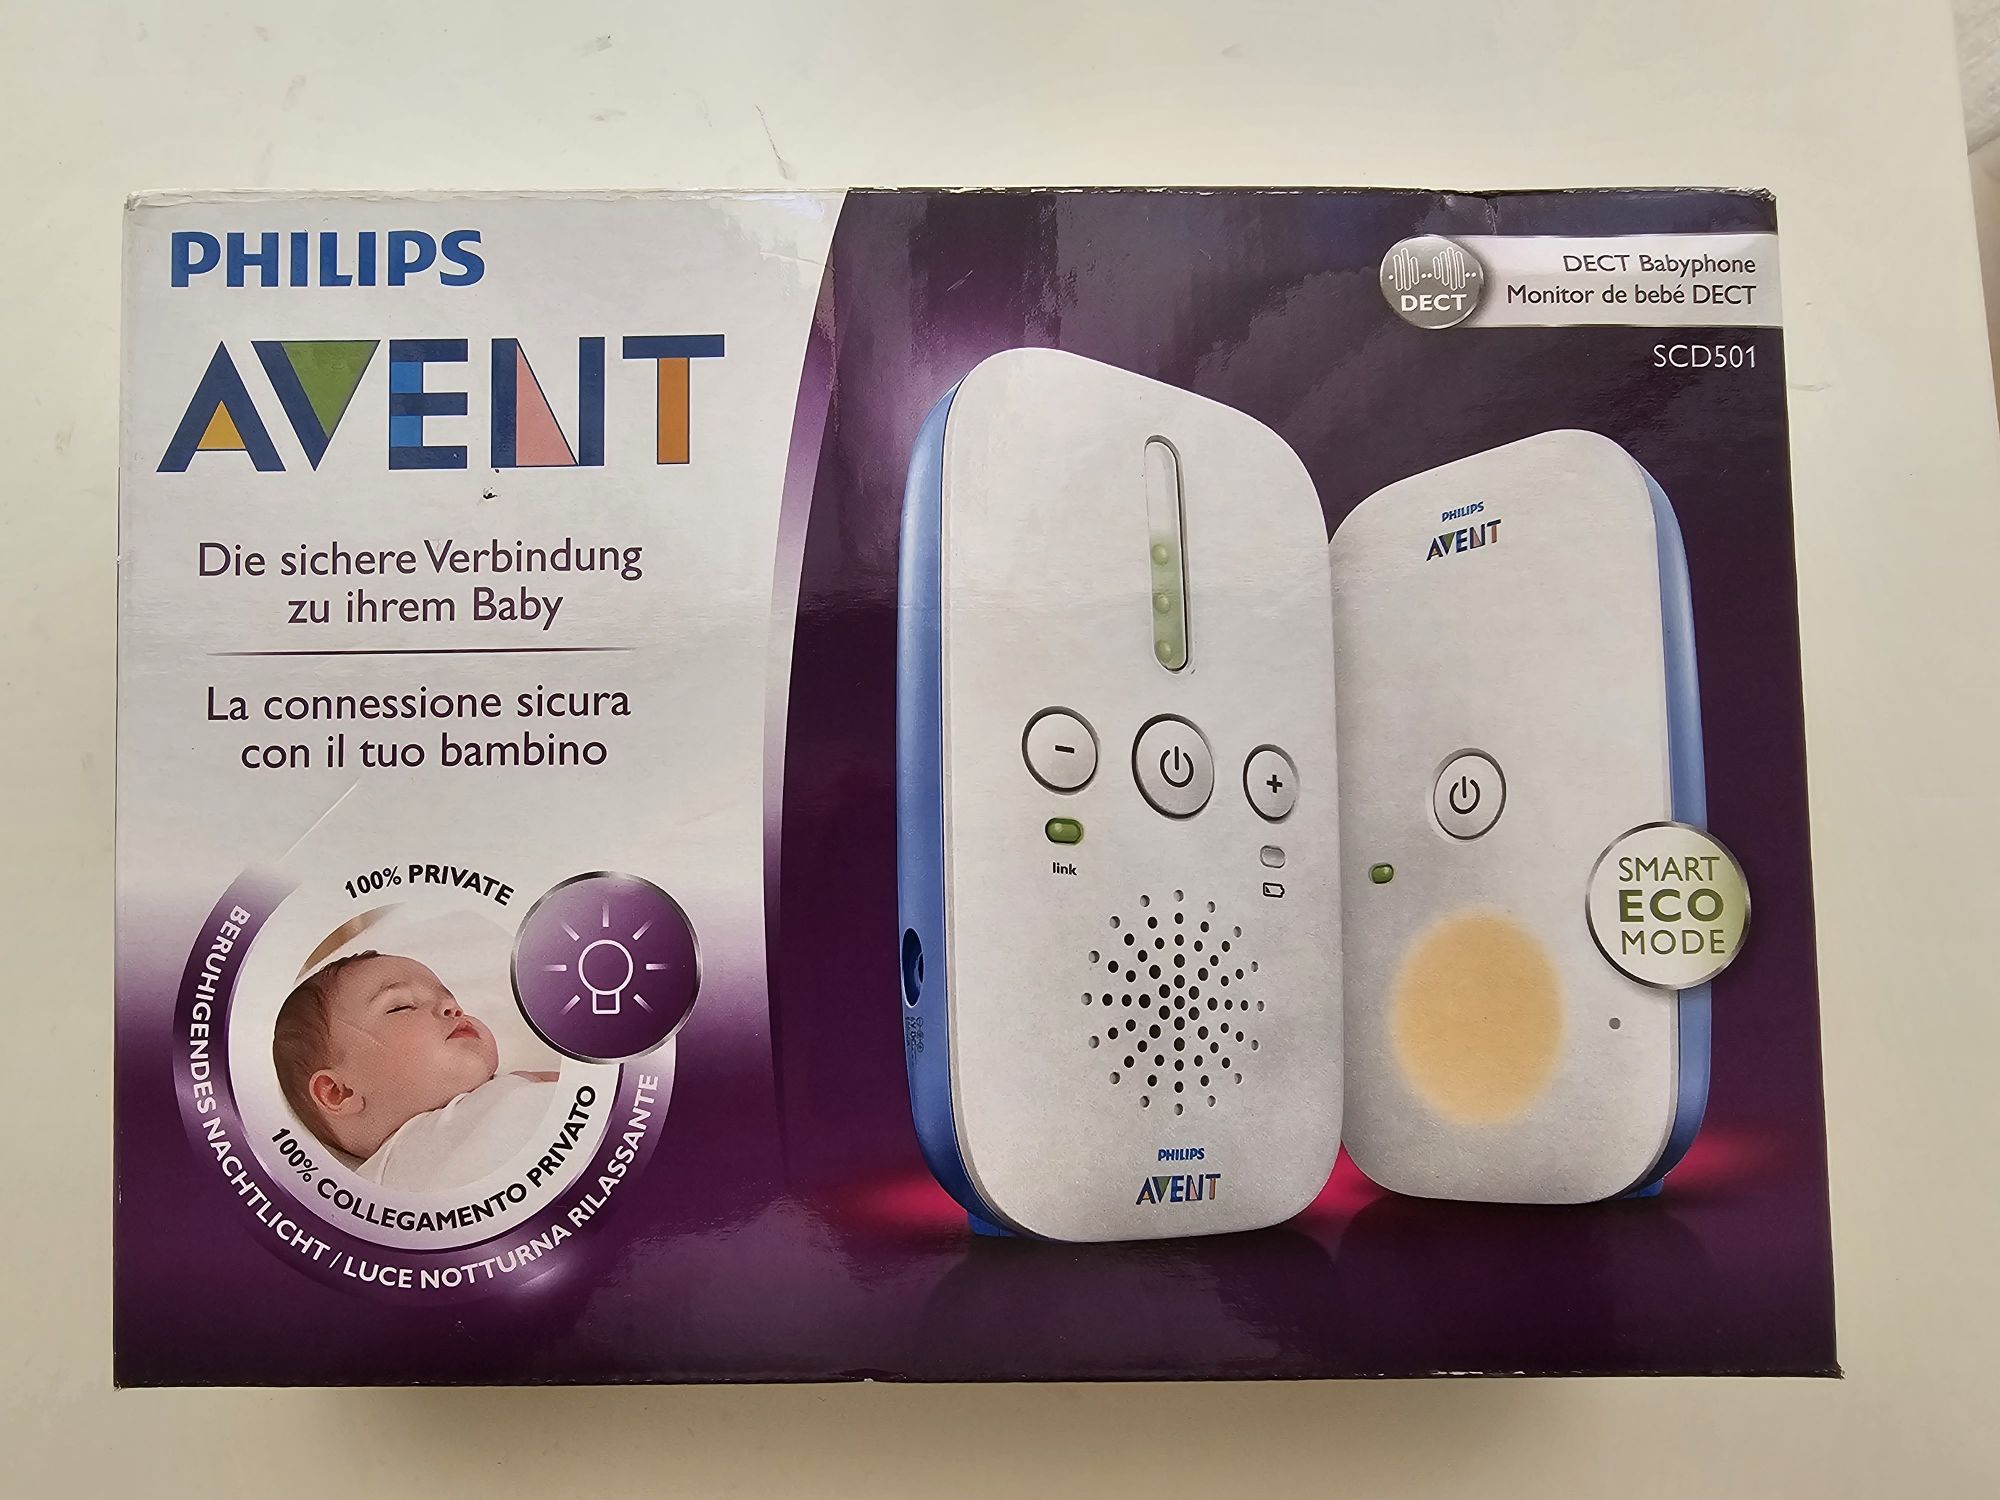 PHILIPS
AVENT
Die sichere Verbindung
zu ihrem Baby
La connessione sicura
con il tuo bambino
100% PRIVATE
100% COLLEGAMENTO PRIVATO
BERUHIGENDES NACHTLICHT / LUCE NOTTURNA RILASSANTE
DECT
DECT Babyphone
Monitor de bebé DECT
SCD501
link
PHILIPS
AVENT
PHILIPS
AVENT
SMART
ECO
MODE